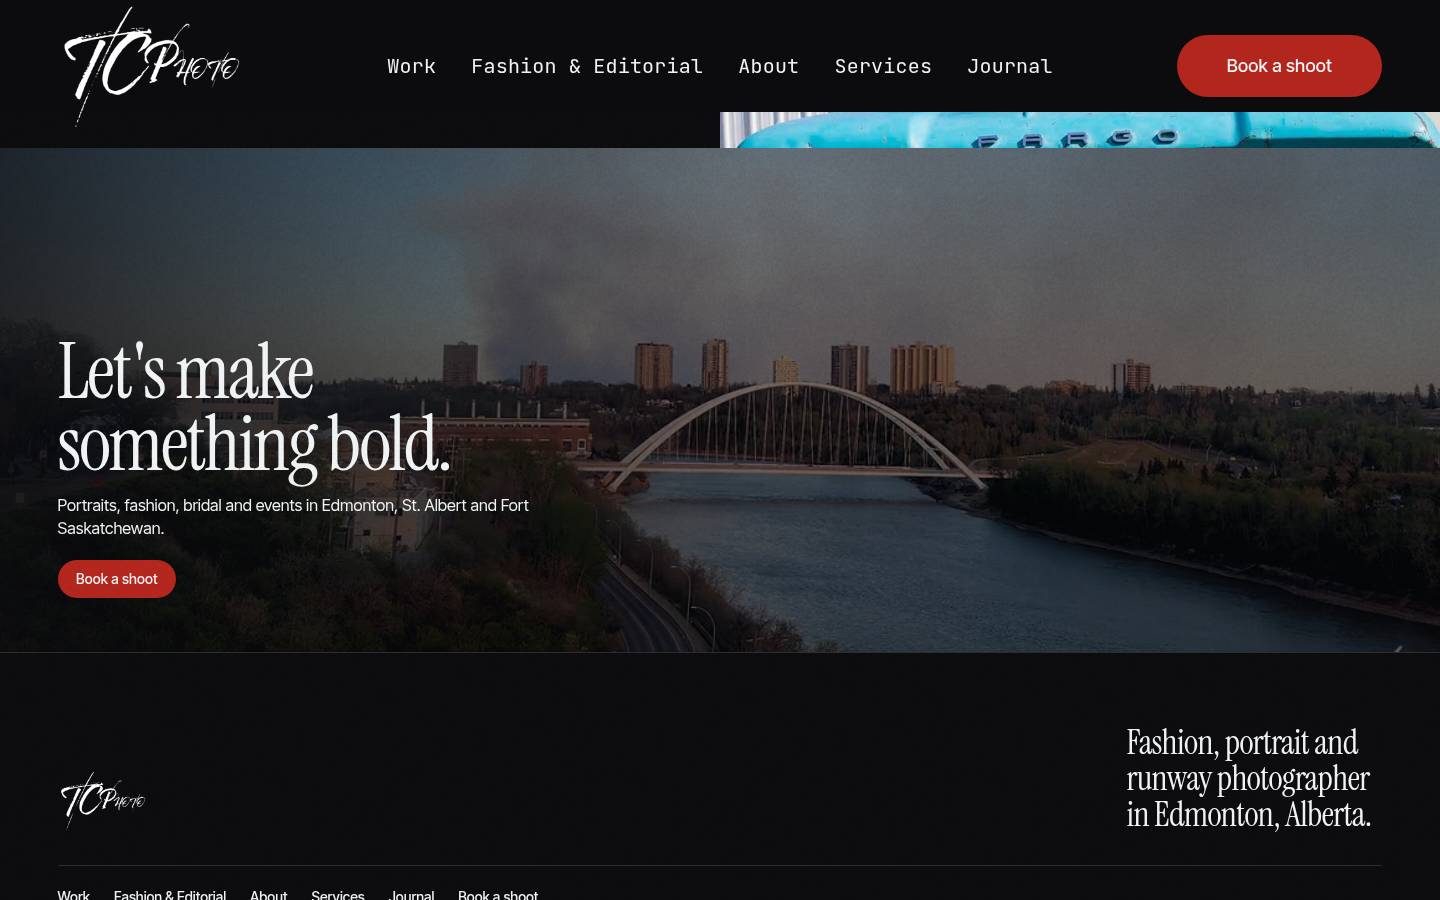 TCPHOTO
Work Fashion & Editorial About Services Journal Book a shoot
FARGO
Let's make
something bold.
Portraits, fashion, bridal and events in Edmonton, St. Albert and Fort
Saskatchewan.
Book a shoot
Fashion, portrait and
runway photographer
in Edmonton, Alberta.
TCPHOTO
Work Fashion & Editorial About Services Journal Book a shoot